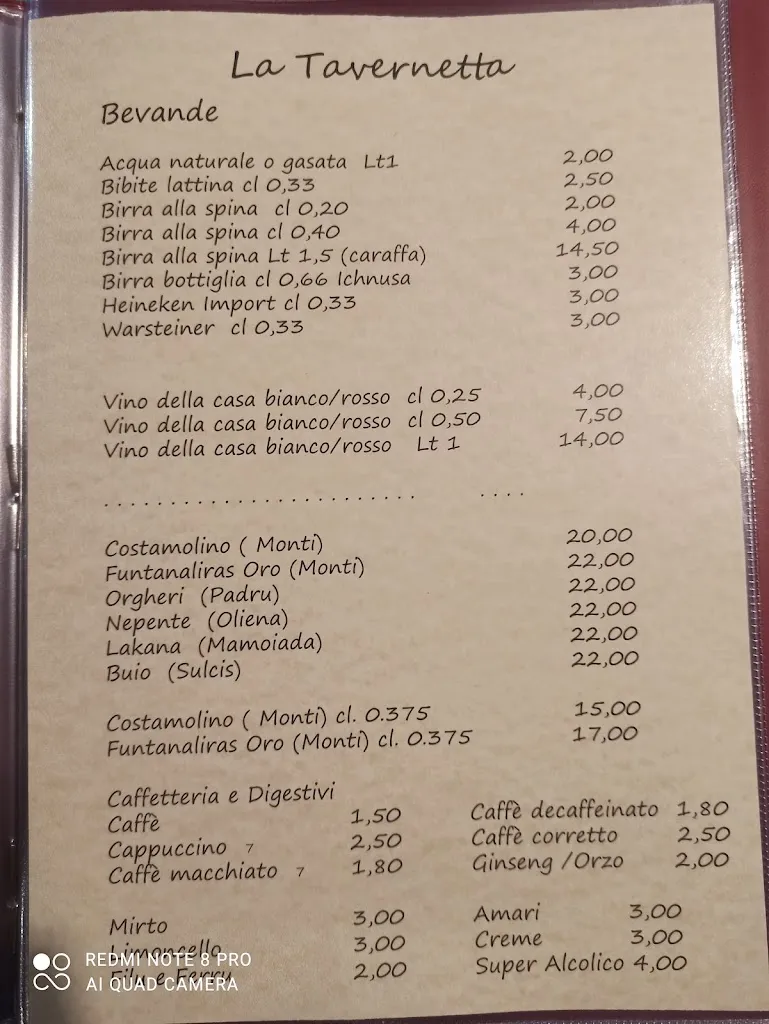 La Tavernetta
Bevande
Acqua naturale o gasata Lt1 2,00
Bibite lattina cl 0,33 2,50
Birra alla spina cl 0,20 2,00
Birra alla spina cl 0,40 4,00
Birra alla spina Lt 1,5 (caraffa) 14,50
Birra bottiglia cl 0,66 Ichnusa 3,00
Heineken Import cl 0,33 3,00
Warsteiner cl 0,33 3,00
Vino della casa bianco/rosso cl 0,25 4,00
Vino della casa bianco/rosso cl 0,50 7,50
Vino della casa bianco/rosso Lt 1 14,00
. . . . . . . . . . . . . . . . . . . . . . . . . . . .
Costamolino ( Monti) 20,00
Funtanaliras Oro (Monti) 22,00
Orgheri (Padru) 22,00
Nepente (Oliena) 22,00
Lakana (Mamoiada) 22,00
Buio (Sulcis) 22,00
Costamolino ( Monti) cl. 0.375 15,00
Funtanaliras Oro (Monti) cl. 0.375 17,00
Caffetteria e Digestivi
Caffè 1,50 Caffè decaffeinato 1,80
Cappuccino 7 2,50 Caffè corretto 2,50
Caffè macchiato 7 1,80 Ginseng /Orzo 2,00
Mirto 3,00 Amari 3,00
Limoncello 3,00 Creme 3,00
Filu e Ferru 2,00 Super Alcolico 4,00
REDMI NOTE 8 PRO
AI QUAD CAMERA